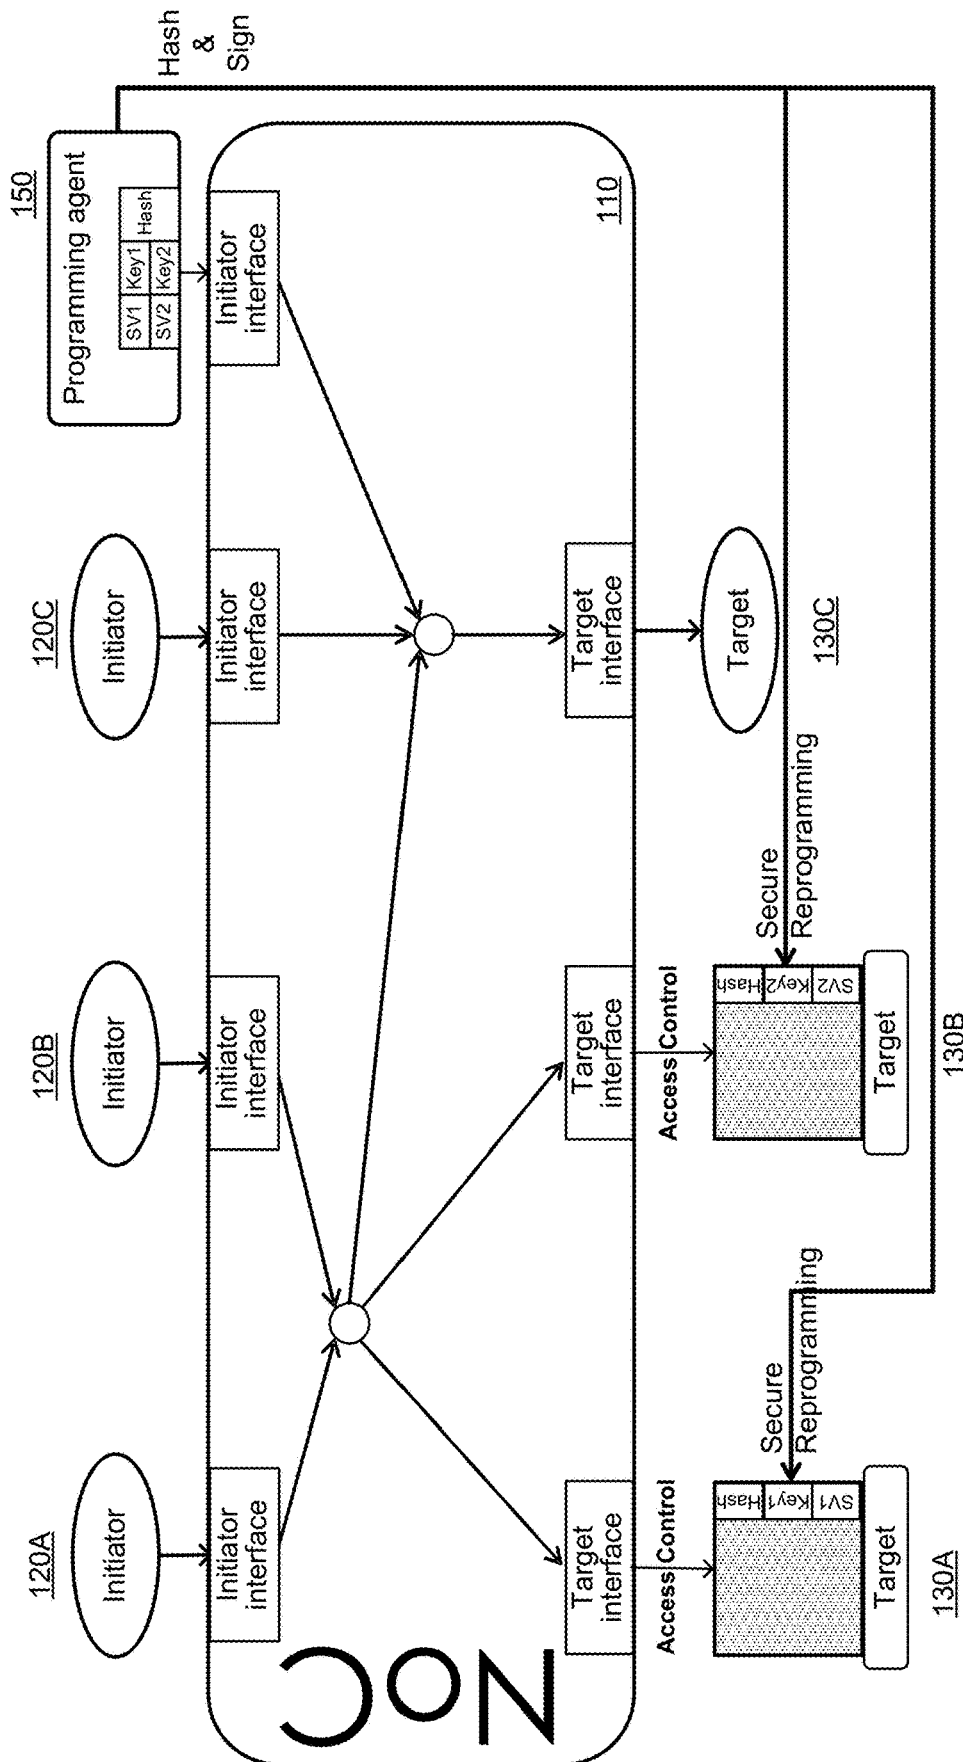 120A
120B
120C
150
Initiator
Initiator
Initiator
Programming agent
SV1
Key1
Hash
SV2
Key2
Hash
&
Sign
Initiator
interface
Initiator
interface
Initiator
interface
Initiator
interface
NoC
Target
interface
Target
interface
Target
interface
110
Access Control
Access Control
Target
130C
Secure
Reprogramming
Secure
Reprogramming
Hash
Key1
SV1
Hash
Key2
SV2
Target
Target
130A
130B